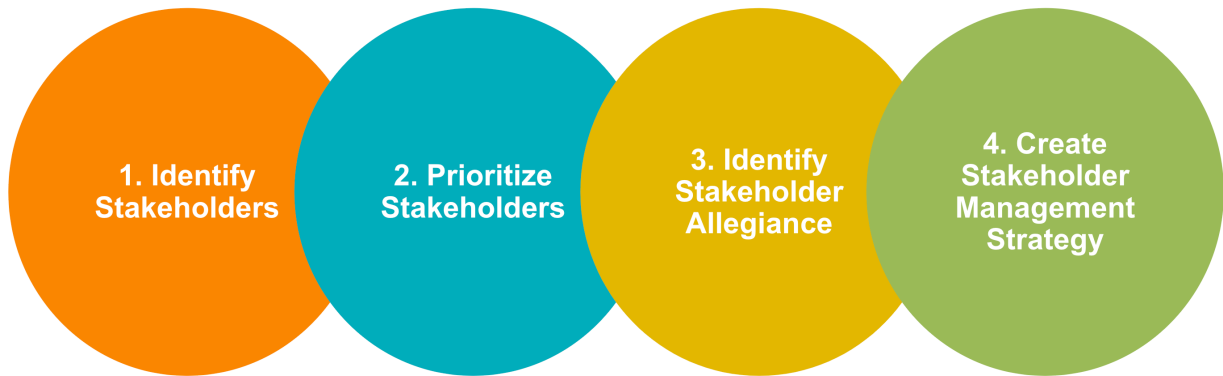 1. Identify
Stakeholders
2. Prioritize
Stakeholders
3. Identify
Stakeholder
Allegiance
4. Create
Stakeholder
Management
Strategy